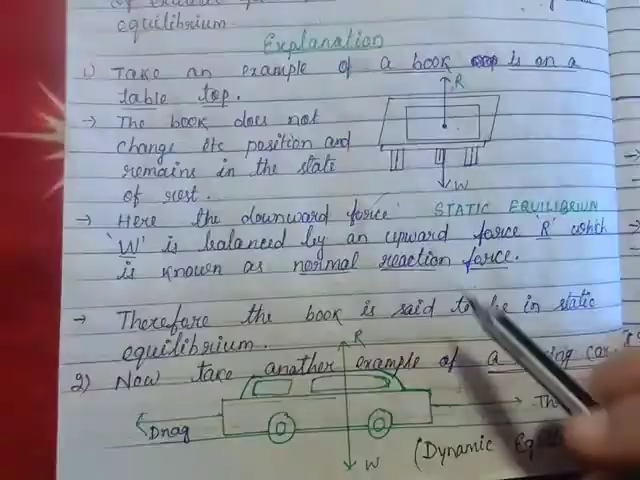 equilibrium
Explanation
1) Take an example of a book is on a
table top.
R
→ The book does not
change its position and
remains in the state
of rest.
W
→ Here the downward force
STATIC EQUILIBRIUM
'W' is balanced by an upward force 'R' which
is known as normal reaction force.
→ Therefore the book is said to be in static
equilibrium.
R
2) Now take another example of a car.
Drag
W
(Dynamic